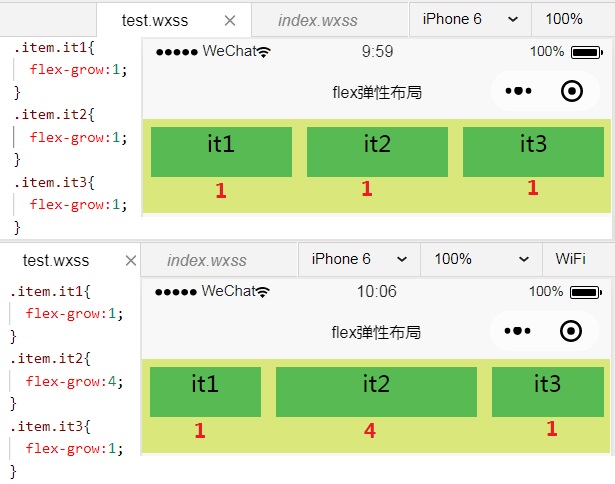 test.wxss × index.wxss iPhone 6 100%
.item.it1{
flex-grow:1;
}
.item.it2{
flex-grow:1;
}
.item.it3{
flex-grow:1;
}
WeChat 9:59 100%
flex弹性布局
it1 it2 it3
1 1 1
test.wxss × index.wxss iPhone 6 100% WiFi
.item.it1{
flex-grow:1;
}
.item.it2{
flex-grow:4;
}
.item.it3{
flex-grow:1;
}
WeChat 10:06 100%
flex弹性布局
it1 it2 it3
1 4 1